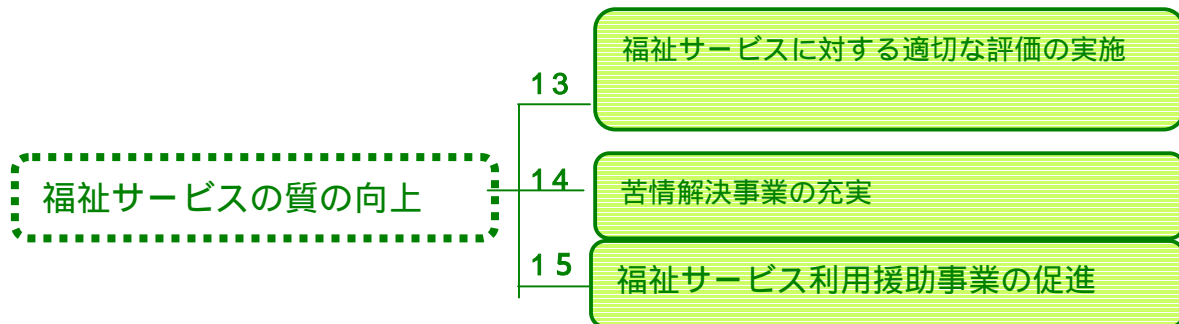 福祉サービスの質の向上
13
福祉サービスに対する適切な評価の実施
14
苦情解決事業の充実
15
福祉サービス利用援助事業の促進